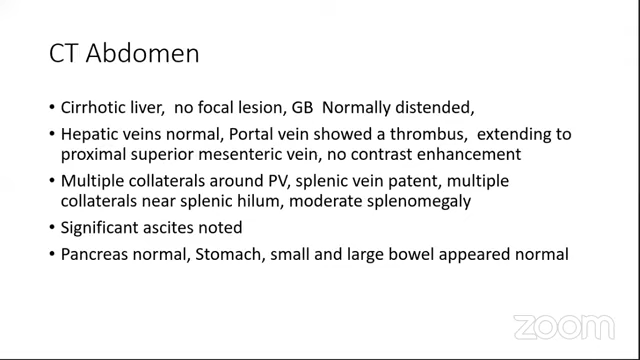 CT Abdomen
• Cirrhotic liver, no focal lesion, GB Normally distended,
• Hepatic veins normal, Portal vein showed a thrombus, extending to
proximal superior mesenteric vein, no contrast enhancement
• Multiple collaterals around PV, splenic vein patent, multiple
collaterals near splenic hilum, moderate splenomegaly
• Significant ascites noted
• Pancreas normal, Stomach, small and large bowel appeared normal
zoom